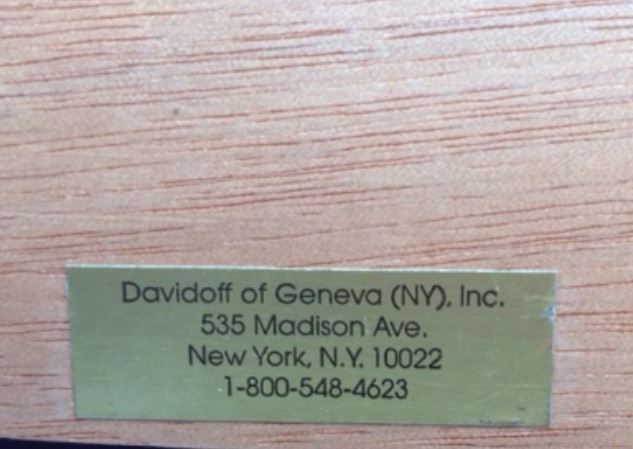 Davidoff of Geneva (NY), Inc.
535 Madison Ave.
New York, N.Y. 10022
1-800-548-4623